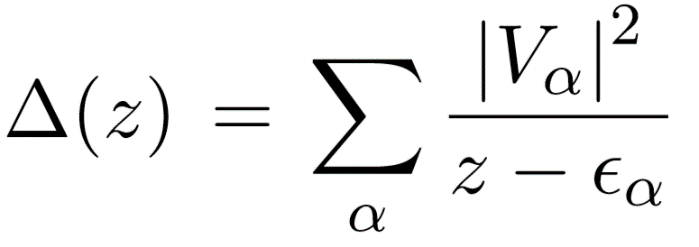 Δ(z) = ∑_α |V_α|² / (z − ϵ_α)